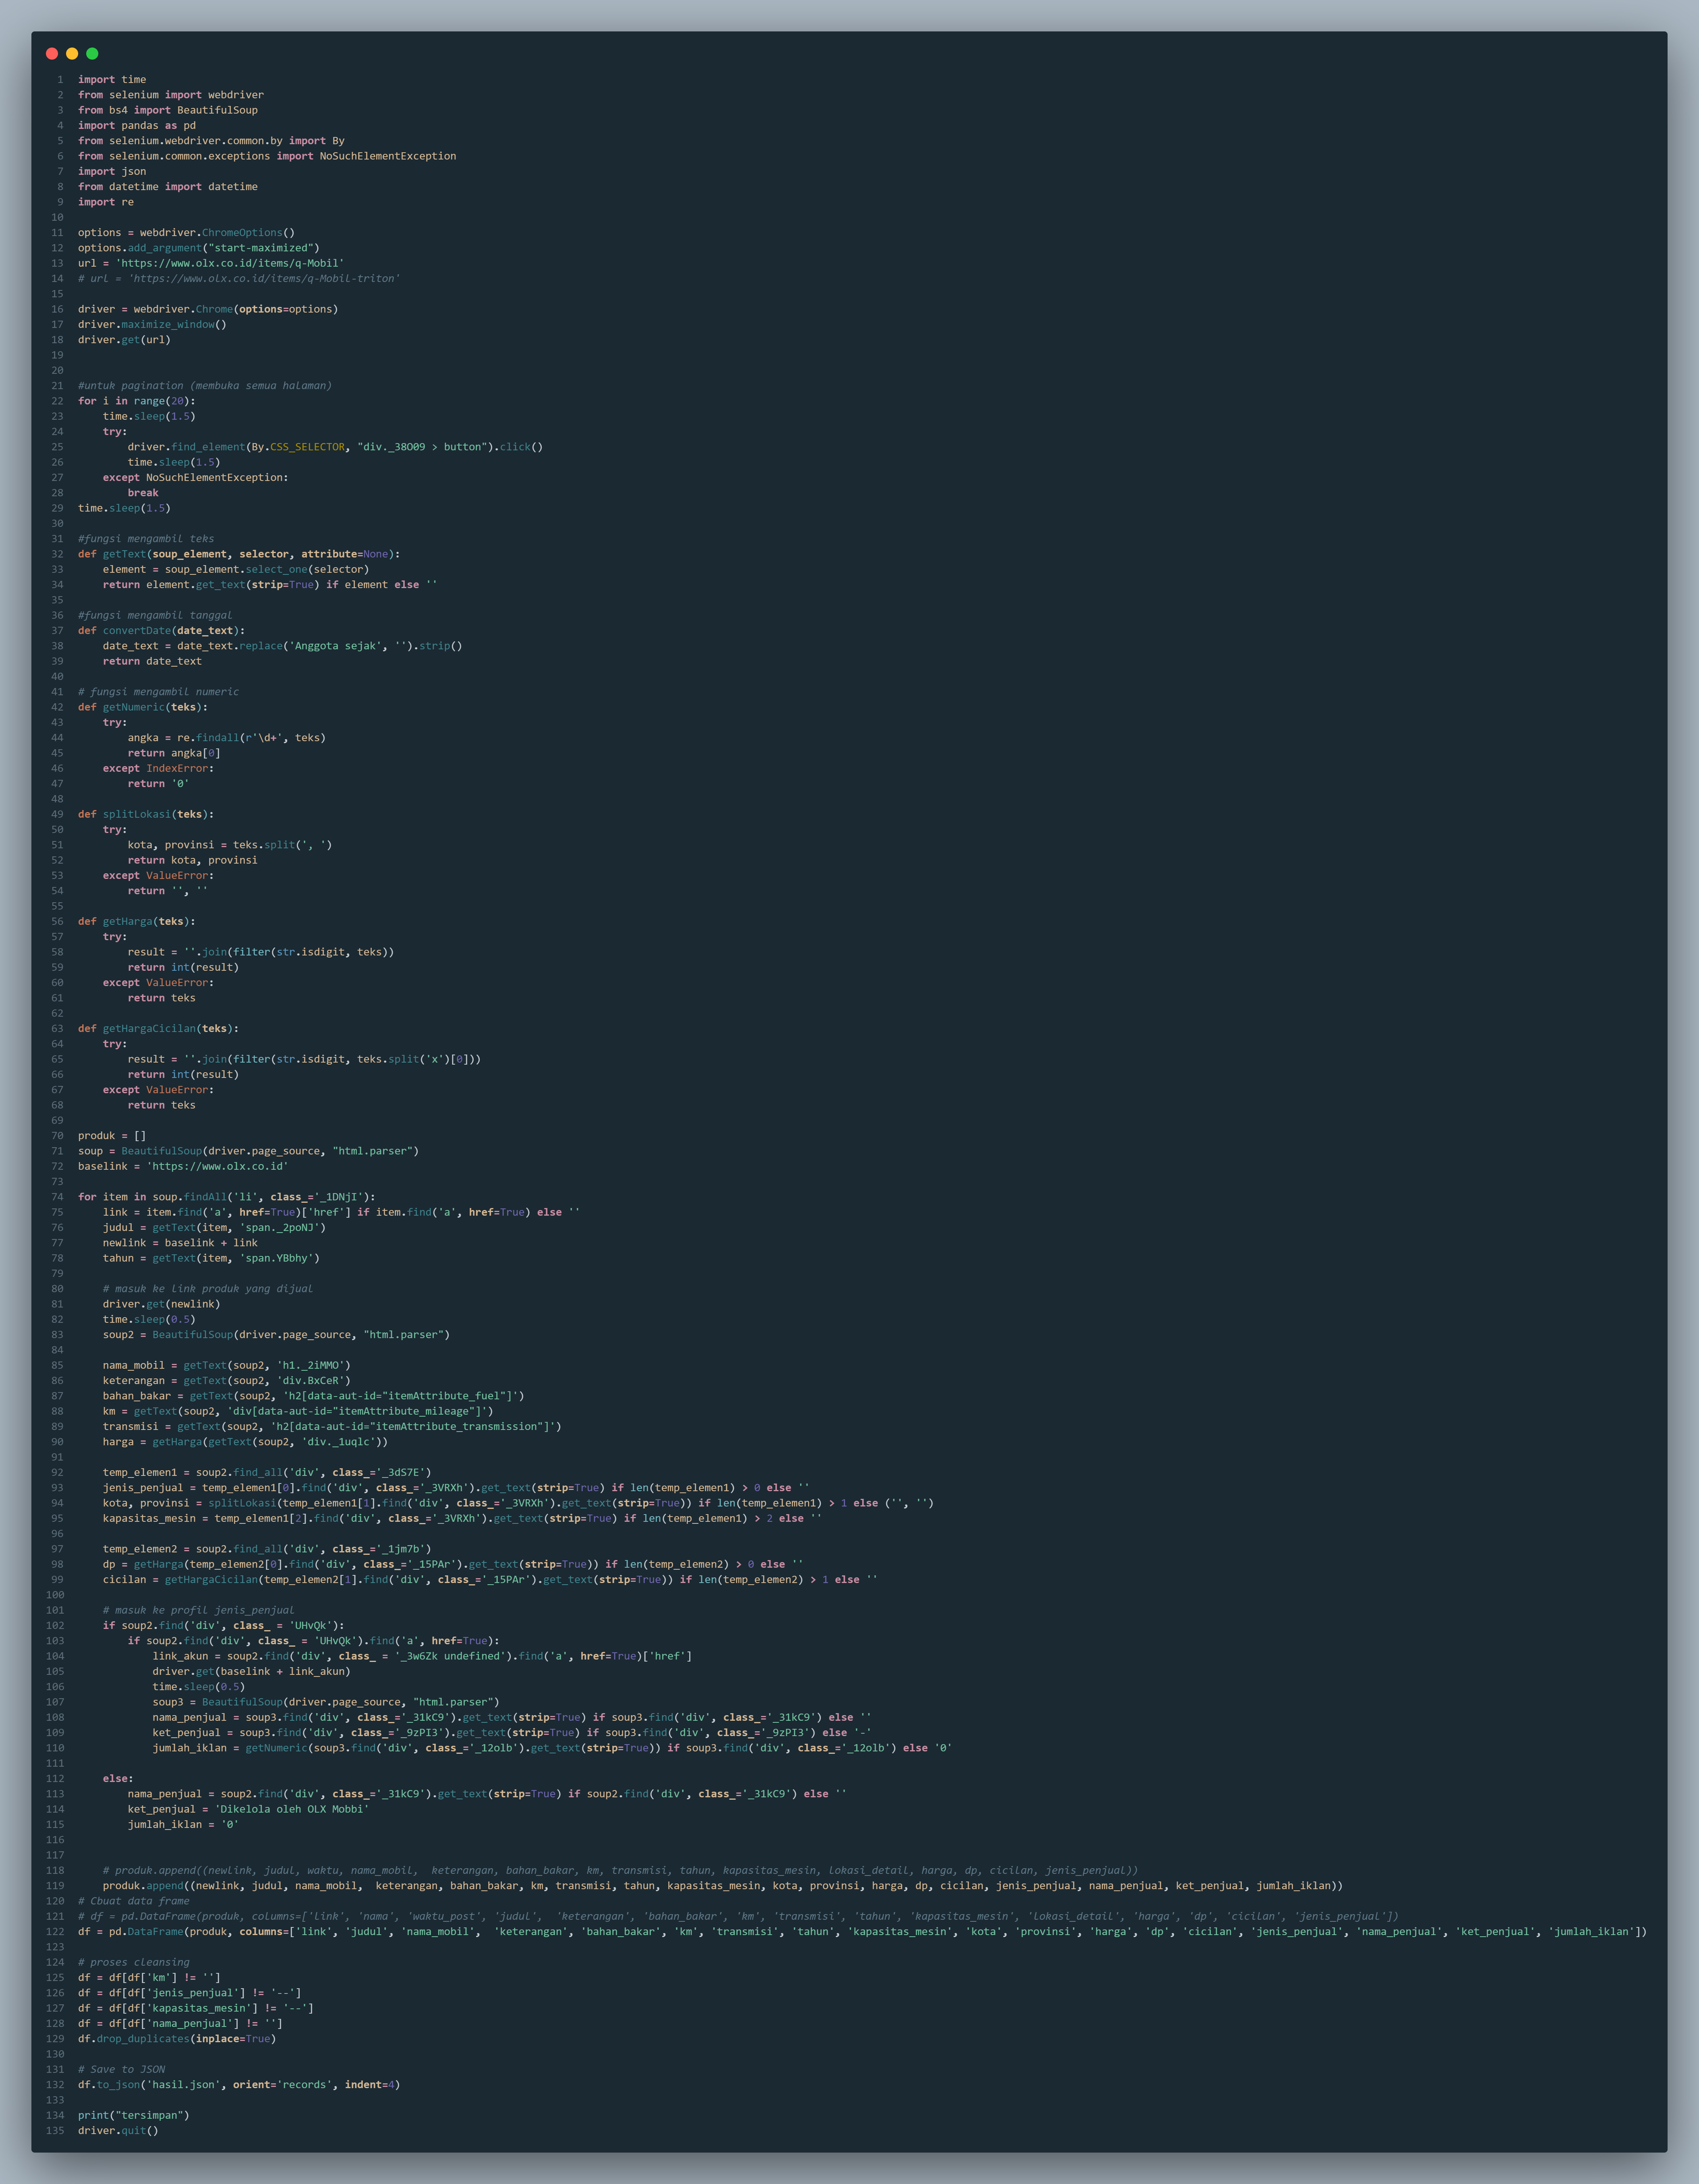 1 import time
2 from selenium import webdriver
3 from bs4 import BeautifulSoup
4 import pandas as pd
5 from selenium.webdriver.common.by import By
6 from selenium.common.exceptions import NoSuchElementException
7 import json
8 from datetime import datetime
9 import re
10
11 options = webdriver.ChromeOptions()
12 options.add_argument("start-maximized")
13 url = 'https://www.olx.co.id/items/q-Mobil'
14 # url = 'https://www.olx.co.id/items/q-Mobil-triton'
15
16 driver = webdriver.Chrome(options=options)
17 driver.maximize_window()
18 driver.get(url)
19
20
21 #untuk pagination (membuka semua halaman)
22 for i in range(20):
23     time.sleep(1.5)
24     try:
25         driver.find_element(By.CSS_SELECTOR, "div._38O09 > button").click()
26         time.sleep(1.5)
27     except NoSuchElementException:
28         break
29 time.sleep(1.5)
30
31 #fungsi mengambil teks
32 def getText(soup_element, selector, attribute=None):
33     element = soup_element.select_one(selector)
34     return element.get_text(strip=True) if element else ''
35
36 #fungsi mengambil tanggal
37 def convertDate(date_text):
38     date_text = date_text.replace('Anggota sejak', '').strip()
39     return date_text
40
41 # fungsi mengambil numeric
42 def getNumeric(teks):
43     try:
44         angka = re.findall(r'\d+', teks)
45         return angka[0]
46     except IndexError:
47         return '0'
48
49 def splitLokasi(teks):
50     try:
51         kota, provinsi = teks.split(', ')
52         return kota, provinsi
53     except ValueError:
54         return '', ''
55
56 def getHarga(teks):
57     try:
58         result = ''.join(filter(str.isdigit, teks))
59         return int(result)
60     except ValueError:
61         return teks
62
63 def getHargaCicilan(teks):
64     try:
65         result = ''.join(filter(str.isdigit, teks.split('x')[0]))
66         return int(result)
67     except ValueError:
68         return teks
69
70 produk = []
71 soup = BeautifulSoup(driver.page_source, "html.parser")
72 baselink = 'https://www.olx.co.id'
73
74 for item in soup.findAll('li', class_='_1DNjI'):
75     link = item.find('a', href=True)['href'] if item.find('a', href=True) else ''
76     judul = getText(item, 'span._2poNJ')
77     newlink = baselink + link
78     tahun = getText(item, 'span.YBbhy')
79
80     # masuk ke link produk yang dijual
81     driver.get(newlink)
82     time.sleep(0.5)
83     soup2 = BeautifulSoup(driver.page_source, "html.parser")
84
85     nama_mobil = getText(soup2, 'h1._2iMMO')
86     keterangan = getText(soup2, 'div.BxCeR')
87     bahan_bakar = getText(soup2, 'h2[data-aut-id="itemAttribute_fuel"]')
88     km = getText(soup2, 'div[data-aut-id="itemAttribute_mileage"]')
89     transmisi = getText(soup2, 'h2[data-aut-id="itemAttribute_transmission"]')
90     harga = getHarga(getText(soup2, 'div._1uqlc'))
91
92     temp_elemen1 = soup2.find_all('div', class_='_3dS7E')
93     jenis_penjual = temp_elemen1[0].find('div', class_='_3VRXh').get_text(strip=True) if len(temp_elemen1) > 0 else ''
94     kota, provinsi = splitLokasi(temp_elemen1[1].find('div', class_='_3VRXh').get_text(strip=True)) if len(temp_elemen1) > 1 else ('', '')
95     kapasitas_mesin = temp_elemen1[2].find('div', class_='_3VRXh').get_text(strip=True) if len(temp_elemen1) > 2 else ''
96
97     temp_elemen2 = soup2.find_all('div', class_='_1jm7b')
98     dp = getHarga(temp_elemen2[0].find('div', class_='_15PAr').get_text(strip=True)) if len(temp_elemen2) > 0 else ''
99     cicilan = getHargaCicilan(temp_elemen2[1].find('div', class_='_15PAr').get_text(strip=True)) if len(temp_elemen2) > 1 else ''
100
101     # masuk ke profil jenis_penjual
102     if soup2.find('div', class_ = 'UHvQk'):
103         if soup2.find('div', class_ = 'UHvQk').find('a', href=True):
104             link_akun = soup2.find('div', class_ = '_3w6Zk undefined').find('a', href=True)['href']
105             driver.get(baselink + link_akun)
106             time.sleep(0.5)
107             soup3 = BeautifulSoup(driver.page_source, "html.parser")
108             nama_penjual = soup3.find('div', class_='_31kC9').get_text(strip=True) if soup3.find('div', class_='_31kC9') else ''
109             ket_penjual = soup3.find('div', class_='_9zPI3').get_text(strip=True) if soup3.find('div', class_='_9zPI3') else '-'
110             jumlah_iklan = getNumeric(soup3.find('div', class_='_12olb').get_text(strip=True)) if soup3.find('div', class_='_12olb') else '0'
111
112     else:
113         nama_penjual = soup2.find('div', class_='_31kC9').get_text(strip=True) if soup2.find('div', class_='_31kC9') else ''
114         ket_penjual = 'Dikelola oleh OLX Mobbi'
115         jumlah_iklan = '0'
116
117
118     # produk.append((newlink, judul, waktu, nama_mobil,  keterangan, bahan_bakar, km, transmisi, tahun, kapasitas_mesin, lokasi_detail, harga, dp, cicilan, jenis_penjual))
119     produk.append((newlink, judul, nama_mobil,  keterangan, bahan_bakar, km, transmisi, tahun, kapasitas_mesin, kota, provinsi, harga, dp, cicilan, jenis_penjual, nama_penjual, ket_penjual, jumlah_iklan))
120 # Cbuat data frame
121 # df = pd.DataFrame(produk, columns=['link', 'nama', 'waktu_post', 'judul',  'keterangan', 'bahan_bakar', 'km', 'transmisi', 'tahun', 'kapasitas_mesin', 'lokasi_detail', 'harga', 'dp', 'cicilan', 'jenis_penjual'])
122 df = pd.DataFrame(produk, columns=['link', 'judul', 'nama_mobil',  'keterangan', 'bahan_bakar', 'km', 'transmisi', 'tahun', 'kapasitas_mesin', 'kota', 'provinsi', 'harga', 'dp', 'cicilan', 'jenis_penjual', 'nama_penjual', 'ket_penjual', 'jumlah_iklan'])
123
124 # proses cleansing
125 df = df[df['km'] != '']
126 df = df[df['jenis_penjual'] != '--']
127 df = df[df['kapasitas_mesin'] != '--']
128 df = df[df['nama_penjual'] != '']
129 df.drop_duplicates(inplace=True)
130
131 # Save to JSON
132 df.to_json('hasil.json', orient='records', indent=4)
133
134 print("tersimpan")
135 driver.quit()